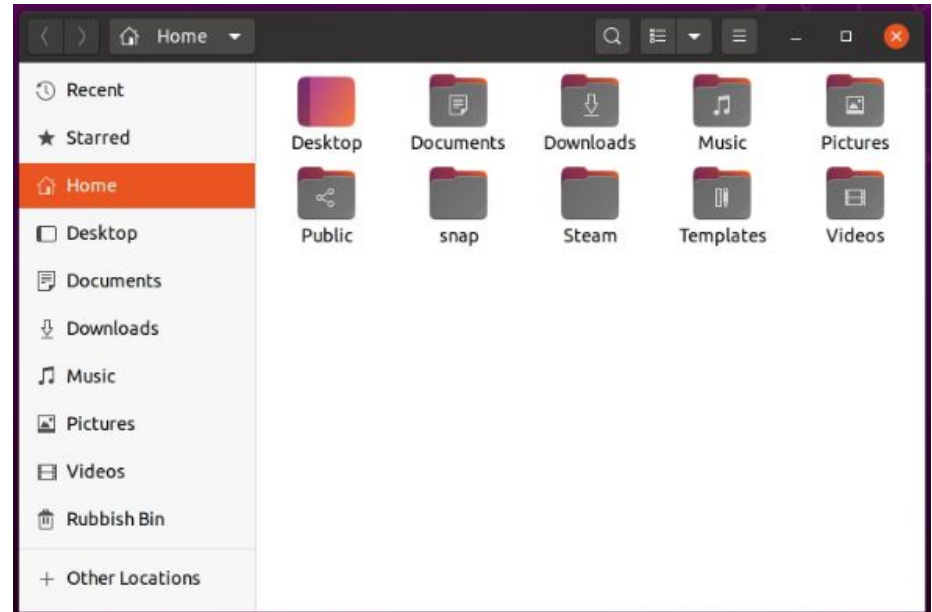 Home
Recent
Starred
Home
Desktop
Documents
Downloads
Music
Pictures
Videos
Rubbish Bin
Other Locations
Desktop Documents Downloads Music Pictures
Public snap Steam Templates Videos